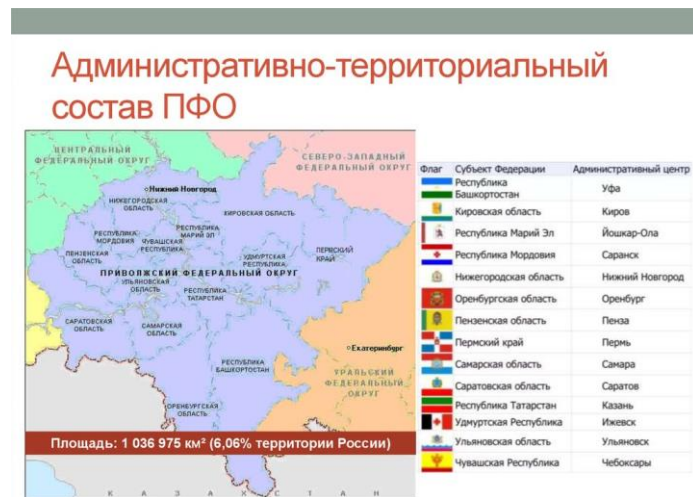 Административно-территориальный
состав ПФО
ЦЕНТРАЛЬНЫЙ
ФЕДЕРАЛЬНЫЙ ОКРУГ
СЕВЕРО-ЗАПАДНЫЙ
ФЕДЕРАЛЬНЫЙ ОКРУГ
Нижний Новгород
НИЖЕГОРОДСКАЯ
ОБЛАСТЬ
КИРОВСКАЯ ОБЛАСТЬ
РЕСПУБЛИКА
МОРДОВИЯ
ЧУВАШСКАЯ
РЕСПУБЛИКА
РЕСПУБЛИКА
МАРИЙ ЭЛ
ПЕНЗЕНСКАЯ
ОБЛАСТЬ
УДМУРТСКАЯ
РЕСПУБЛИКА
ПЕРМСКИЙ
КРАЙ
ПРИВОЛЖСКИЙ ФЕДЕРАЛЬНЫЙ ОКРУГ
УЛЬЯНОВСКАЯ
ОБЛАСТЬ
РЕСПУБЛИКА
ТАТАРСТАН
САРАТОВСКАЯ
ОБЛАСТЬ
САМАРСКАЯ
ОБЛАСТЬ
Екатеринбург
РЕСПУБЛИКА
БАШКОРТОСТАН
УРАЛЬСКИЙ
ФЕДЕРАЛЬНЫЙ
ОКРУГ
ОРЕНБУРГСКАЯ
ОБЛАСТЬ
Площадь: 1 036 975 км² (6,06% территории России)
К А З А Х С Т А Н
Флаг Субъект Федерации Административный центр
Республика
Башкортостан Уфа
Кировская область Киров
Республика Марий Эл Йошкар-Ола
Республика Мордовия Саранск
Нижегородская область Нижний Новгород
Оренбургская область Оренбург
Пензенская область Пенза
Пермский край Пермь
Самарская область Самара
Саратовская область Саратов
Республика Татарстан Казань
Удмуртская Республика Ижевск
Ульяновская область Ульяновск
Чувашская Республика Чебоксары